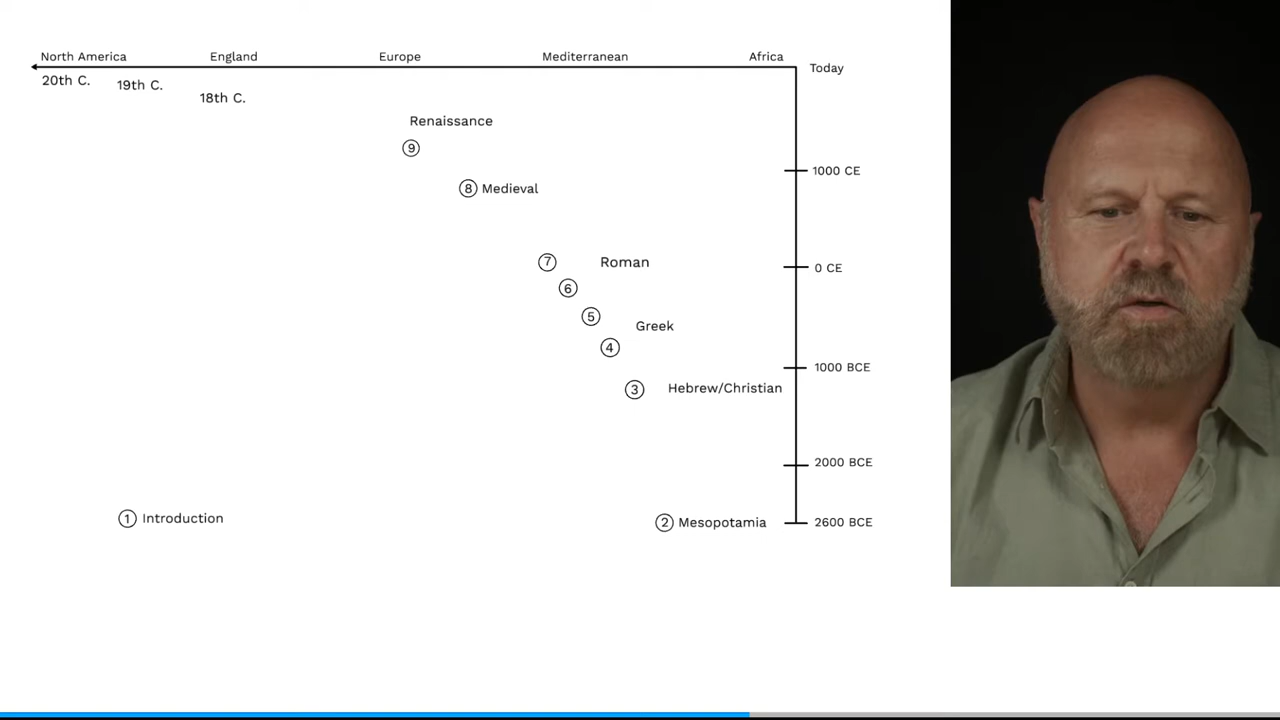 North America England Europe Mediterranean Africa
Today
20th C. 19th C.
18th C.
Renaissance
9
1000 CE
8 Medieval
7 Roman 0 CE
6
5
Greek
4
1000 BCE
3 Hebrew/Christian
2000 BCE
1 Introduction 2 Mesopotamia 2600 BCE